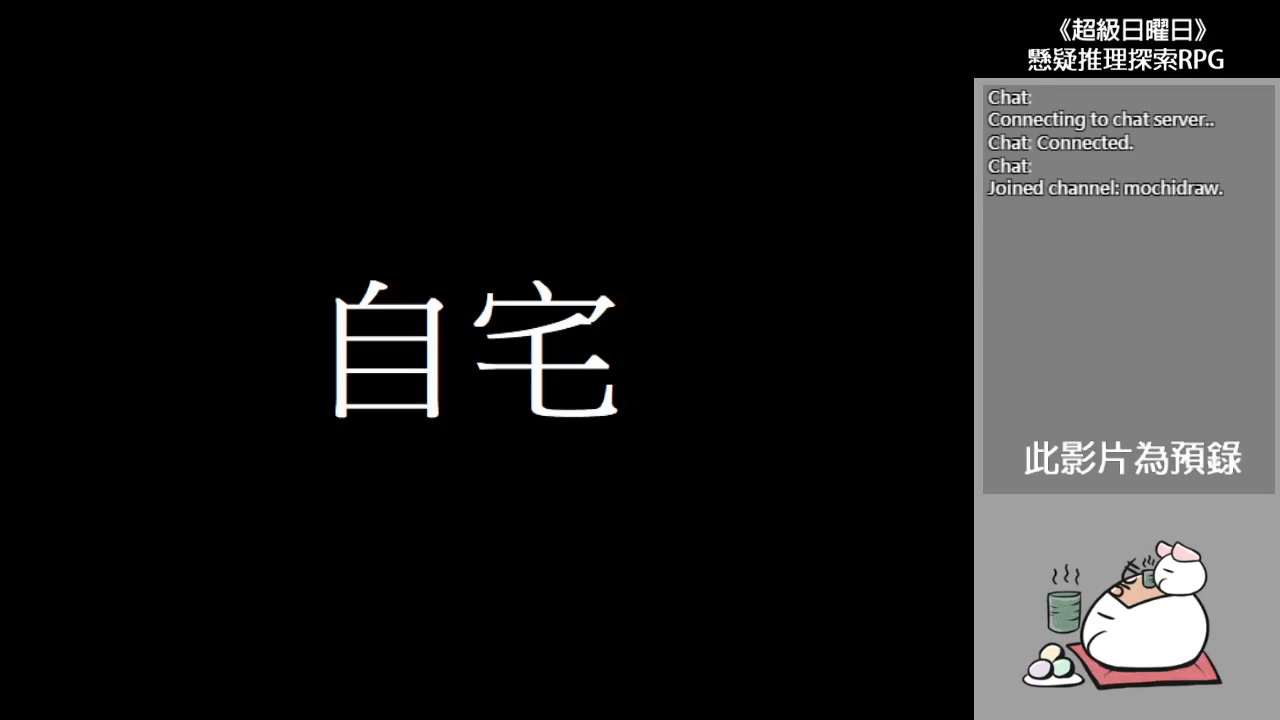 自宅
《超級日曜日》
懸疑推理探索RPG
Chat:
Connecting to chat server..
Chat: Connected.
Chat:
Joined channel: mochidraw.
此影片為預錄